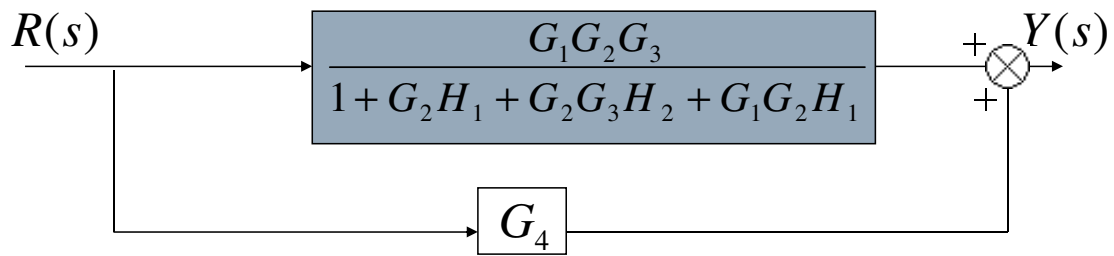 R(s)
G₁G₂G₃
1 + G₂H₁ + G₂G₃H₂ + G₁G₂H₁
+
Y(s)
+
G₄